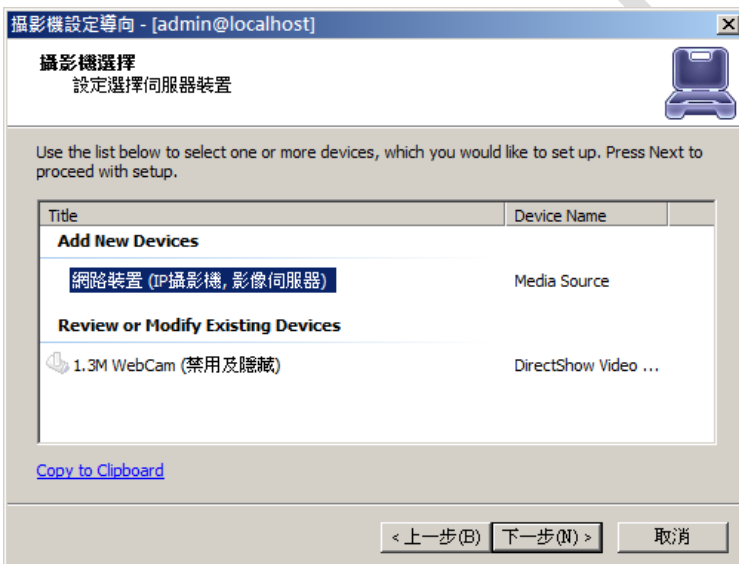 攝影機設定導向 - [admin@localhost]
攝影機選擇
設定選擇伺服器裝置
Use the list below to select one or more devices, which you would like to set up. Press Next to
proceed with setup.
Title Device Name
Add New Devices
網路裝置 (IP攝影機, 影像伺服器) Media Source
Review or Modify Existing Devices
1.3M WebCam (禁用及隱藏) DirectShow Video ...
Copy to Clipboard
<上一步(B) 下一步(N)> 取消